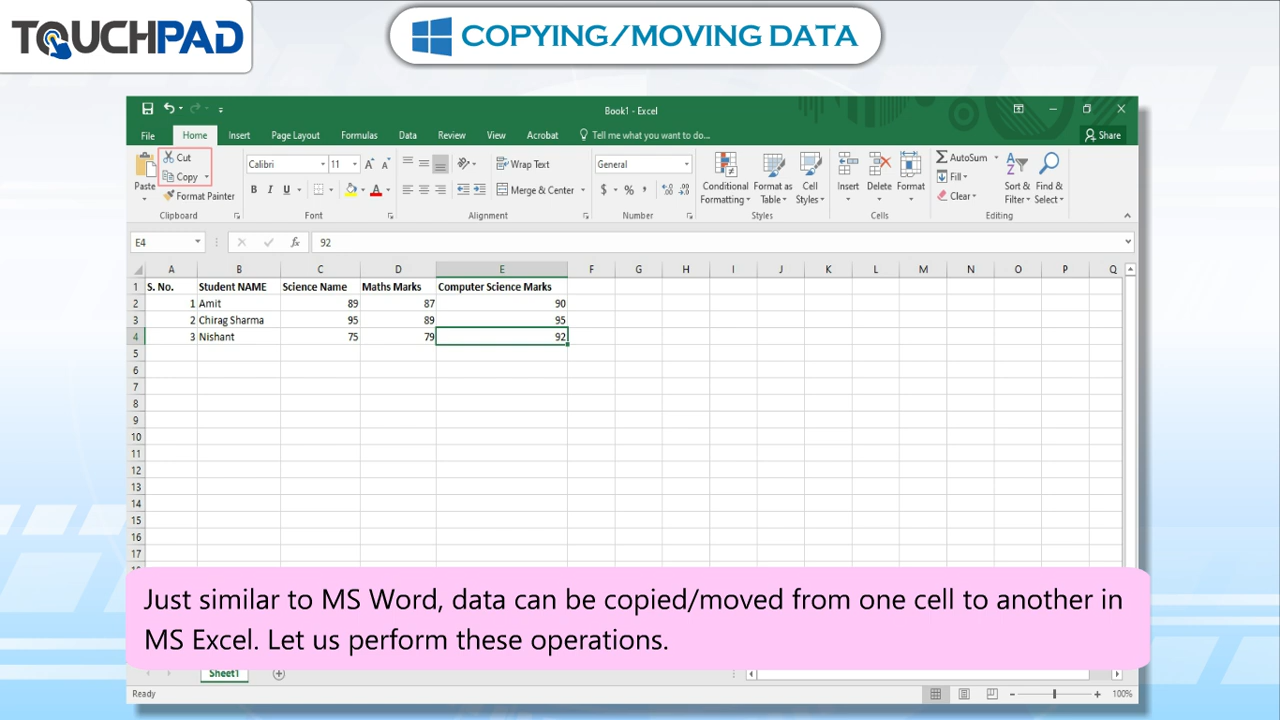 TOUCHPAD
COPYING/MOVING DATA
Book1 - Excel
File Home Insert Page Layout Formulas Data Review View Acrobat Tell me what you want to do... Share
Cut
Copy
Format Painter
Paste
Clipboard
Calibri 11 A A
B I U A
Font
Wrap Text
Merge & Center
Alignment
General
$ % ,
Number
Conditional Formatting
Format as Table
Cell Styles
Styles
Insert Delete Format
Cells
AutoSum
Fill
Clear
Sort & Filter
Find & Select
Editing
E4 fx 92
A B C D E F G H I J K L M N O P Q
1 S. No. Student NAME Science Name Maths Marks Computer Science Marks
2 1 Amit 89 87 90
3 2 Chirag Sharma 95 89 95
4 3 Nishant 75 79 92
5
6
7
8
9
10
11
12
13
14
15
16
17
Just similar to MS Word, data can be copied/moved from one cell to another in
MS Excel. Let us perform these operations.
Sheet1
Ready 100%